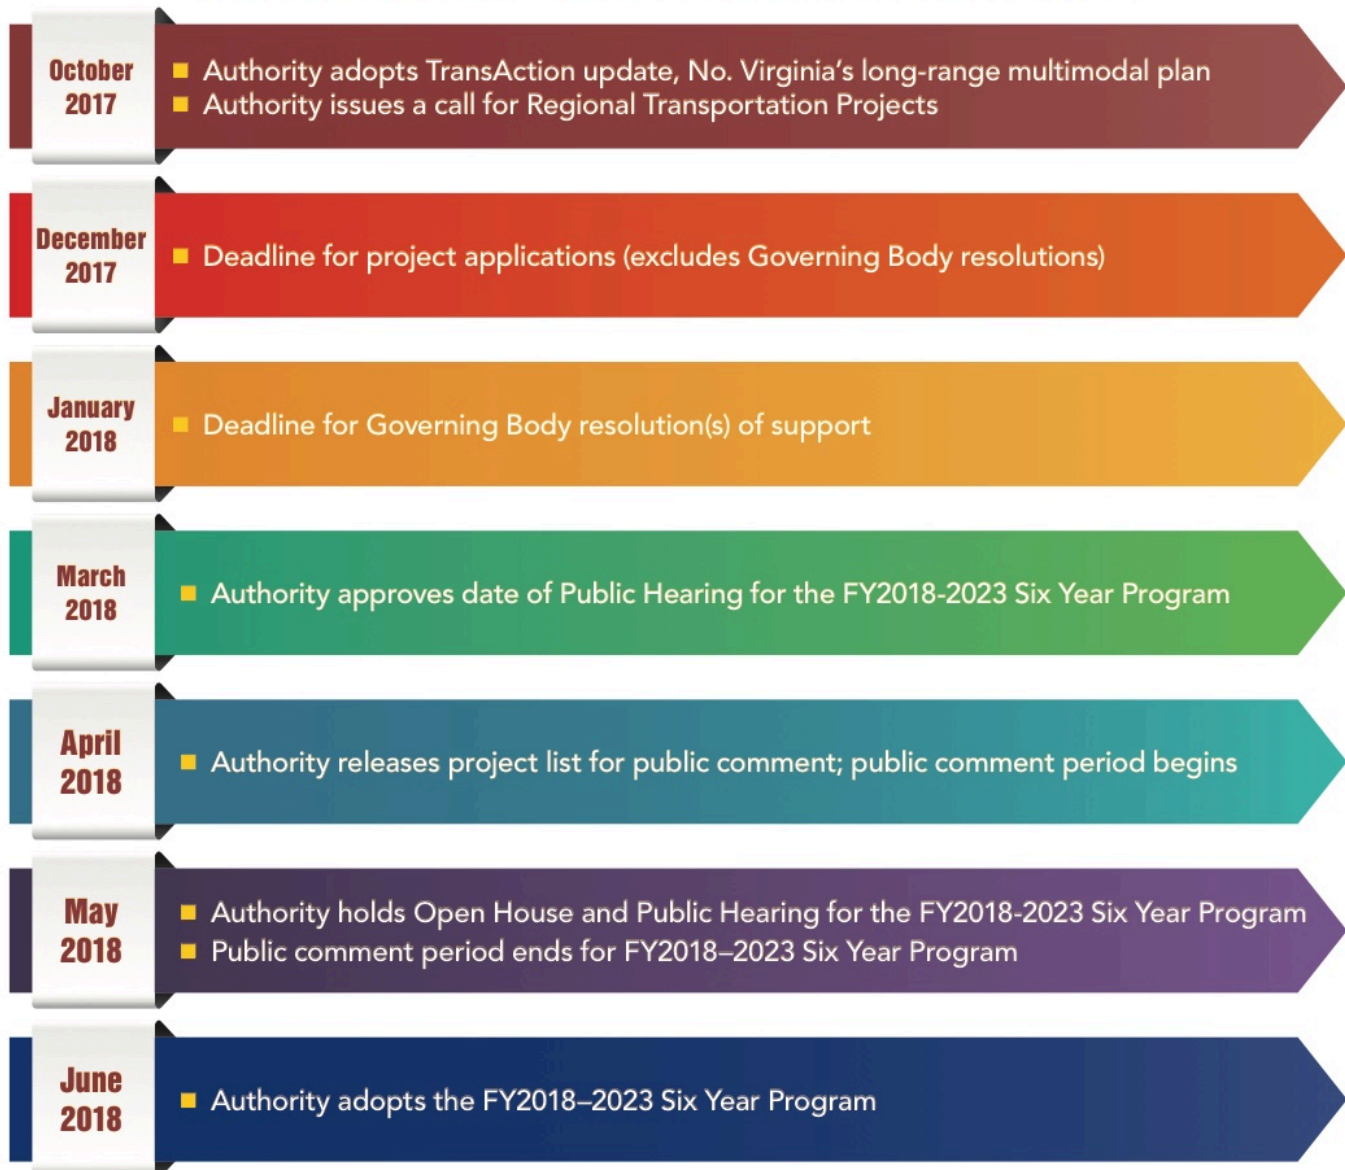 October
2017
Authority adopts TransAction update, No. Virginia's long-range multimodal plan
Authority issues a call for Regional Transportation Projects
December
2017
Deadline for project applications (excludes Governing Body resolutions)
January
2018
Deadline for Governing Body resolution(s) of support
March
2018
Authority approves date of Public Hearing for the FY2018-2023 Six Year Program
April
2018
Authority releases project list for public comment; public comment period begins
May
2018
Authority holds Open House and Public Hearing for the FY2018-2023 Six Year Program
Public comment period ends for FY2018–2023 Six Year Program
June
2018
Authority adopts the FY2018–2023 Six Year Program